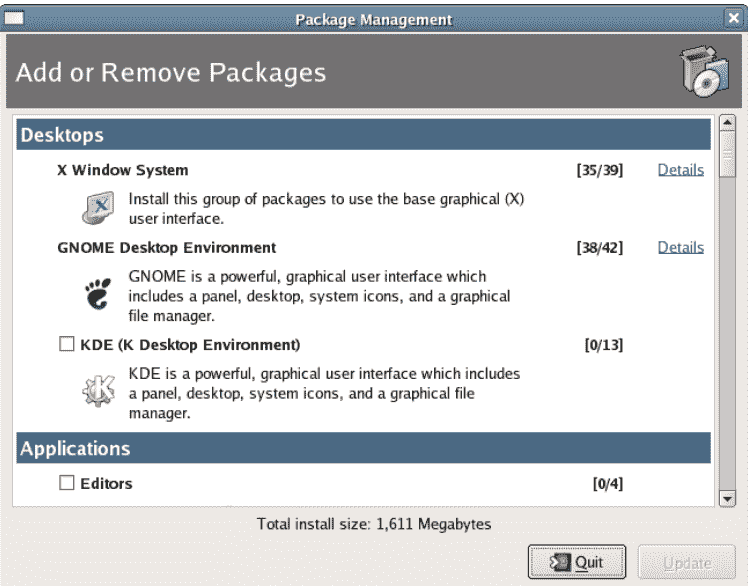 Package Management
Add or Remove Packages
Desktops
X Window System [35/39] Details
Install this group of packages to use the base graphical (X)
user interface.
GNOME Desktop Environment [38/42] Details
GNOME is a powerful, graphical user interface which
includes a panel, desktop, system icons, and a graphical
file manager.
KDE (K Desktop Environment) [0/13]
KDE is a powerful, graphical user interface which includes
a panel, desktop, system icons, and a graphical file
manager.
Applications
Editors [0/4]
Total install size: 1,611 Megabytes
Quit Update